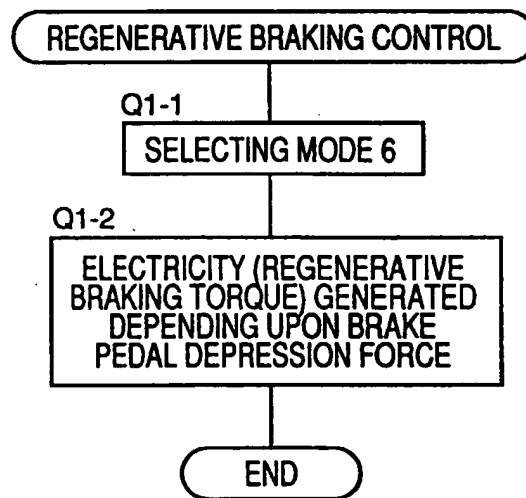 REGENERATIVE BRAKING CONTROL
Q1-1
SELECTING MODE 6
Q1-2
ELECTRICITY (REGENERATIVE
BRAKING TORQUE) GENERATED
DEPENDING UPON BRAKE
PEDAL DEPRESSION FORCE
END